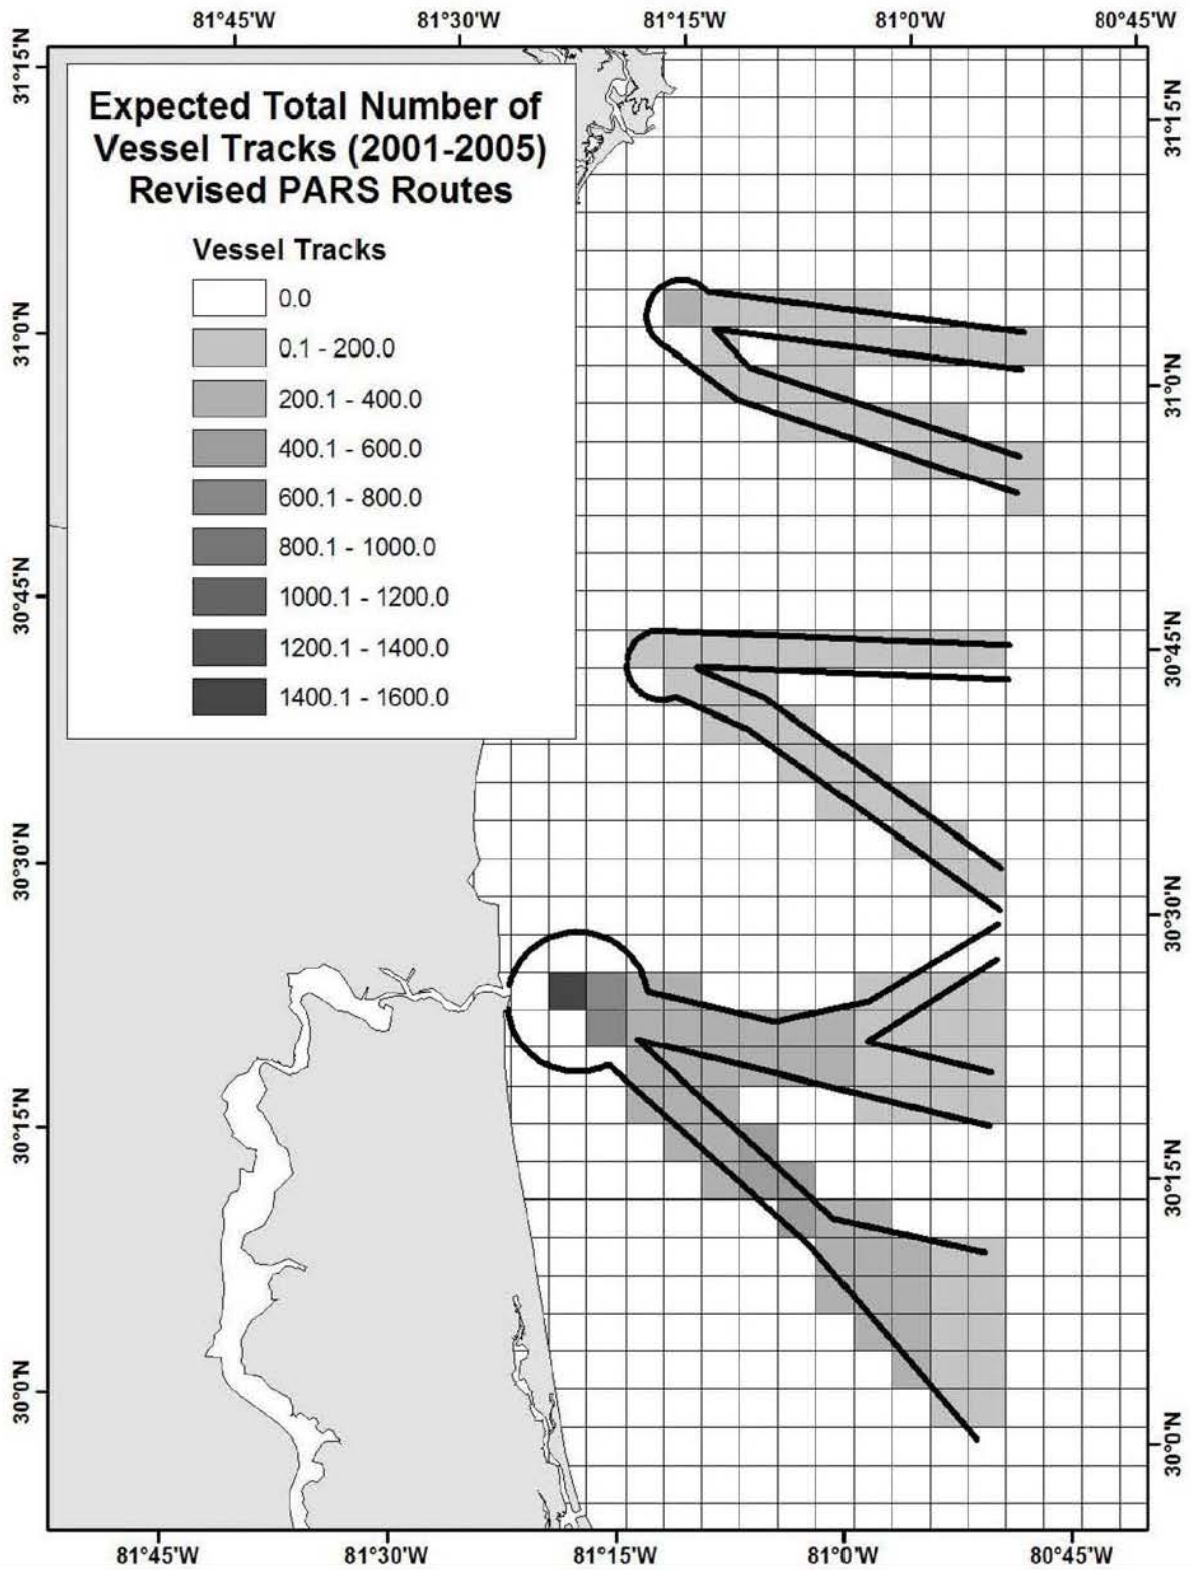 81°45'W 81°30'W 81°15'W 81°0'W 80°45'W
31°15'N
31°15'N
Expected Total Number of
Vessel Tracks (2001-2005)
Revised PARS Routes
Vessel Tracks
0.0
0.1 - 200.0
200.1 - 400.0
400.1 - 600.0
600.1 - 800.0
800.1 - 1000.0
1000.1 - 1200.0
1200.1 - 1400.0
1400.1 - 1600.0
31°0'N
31°0'N
30°45'N
30°45'N
30°30'N
30°30'N
30°15'N
30°15'N
30°0'N
30°0'N
81°45'W 81°30'W 81°15'W 81°0'W 80°45'W